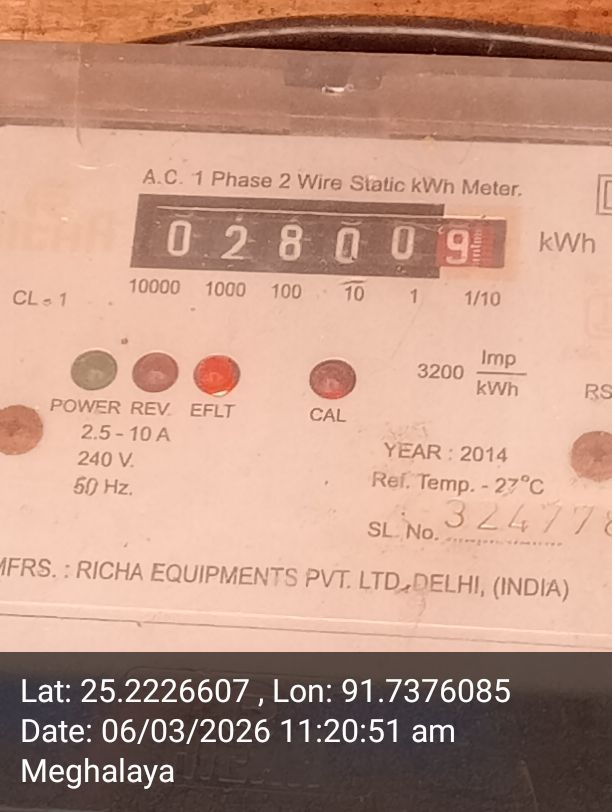 A.C. 1 Phase 2 Wire Static kWh Meter.
0 2 8 0 0 9 kWh
10000 1000 100 10 1 1/10
CL. 1
3200 Imp/kWh
POWER REV. EFLT CAL
RS
2.5 - 10 A
240 V.
50 Hz.
YEAR : 2014
Ref. Temp. - 27°C
SL. No. 324778
MFRS. : RICHA EQUIPMENTS PVT. LTD. DELHI, (INDIA)
Lat: 25.2226607 , Lon: 91.7376085
Date: 06/03/2026 11:20:51 am
Meghalaya